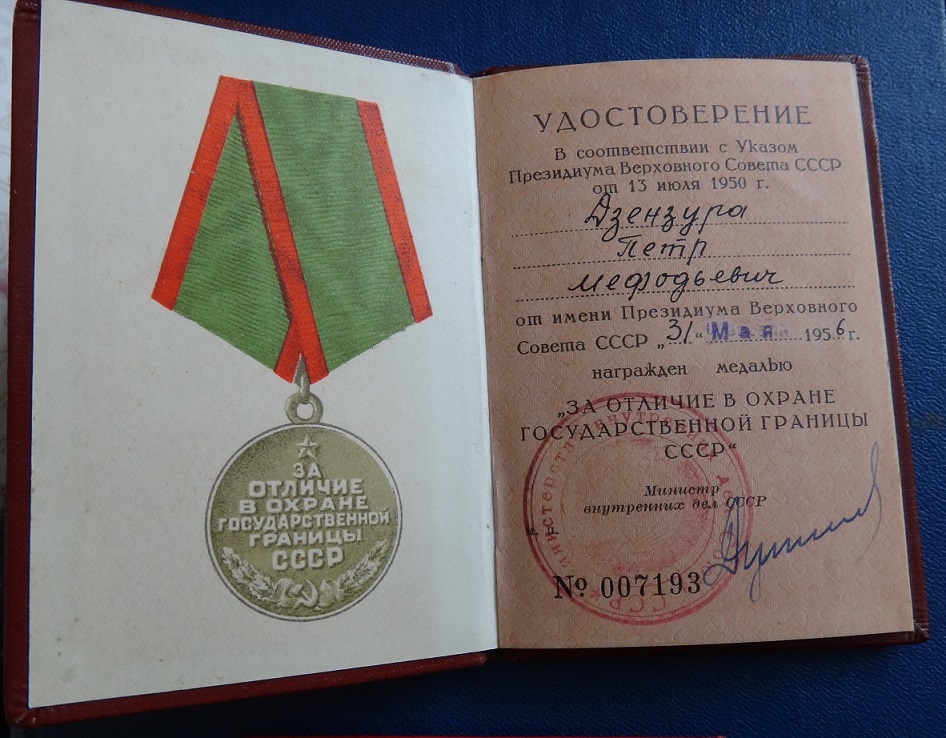 ЗА
ОТЛИЧИЕ
В ОХРАНЕ
ГОСУДАРСТВЕННОЙ
ГРАНИЦЫ
СССР
УДОСТОВЕРЕНИЕ
В соответствии с Указом
Президиума Верховного Совета СССР
от 13 июля 1950 г.
Дзензура
Петр
Мефодьевич
от имени Президиума Верховного
Совета СССР „31“ Мая 1956 г.
награжден медалью
„ЗА ОТЛИЧИЕ В ОХРАНЕ
ГОСУДАРСТВЕННОЙ ГРАНИЦЫ
СССР“
Министр
внутренних дел СССР
№ 007193